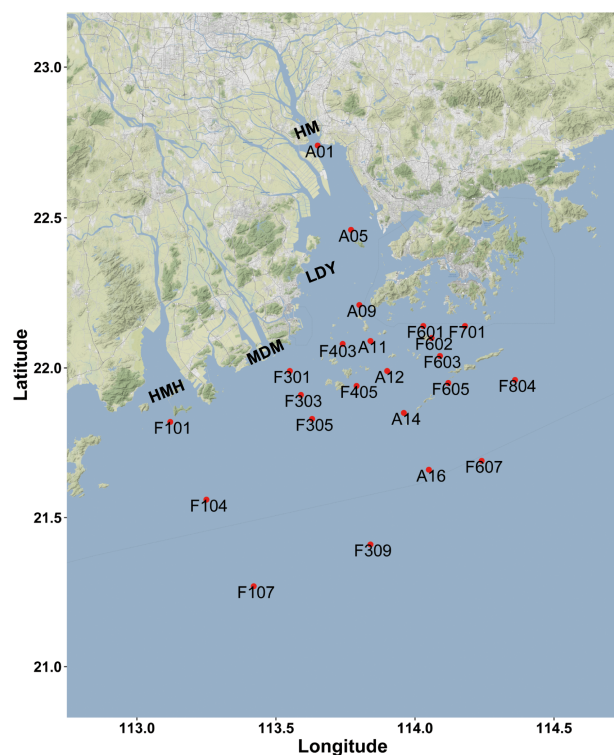 23.0
HM
A01
22.5
A05
LDY
A09
F601 F701
F602
F403 A11
F603
MDM
22.0
F301
A12
HMH
F405
F605
F804
F303
A14
F101
F305
A16
F607
21.5
F104
F309
F107
21.0
113.0 113.5 114.0 114.5
Longitude
Latitude